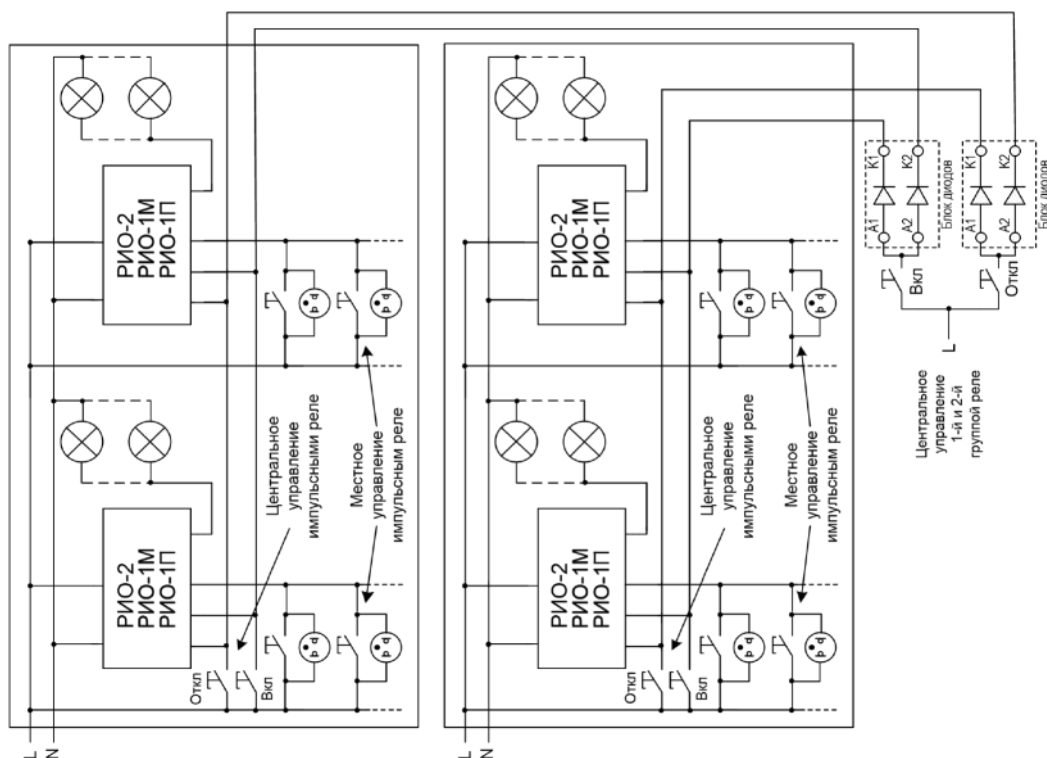 РИО-2
РИО-1М
РИО-1П
РИО-2
РИО-1М
РИО-1П
Центральное
управление
импульсными реле
Местное
управление
импульсным реле
Откл
Вкл
L
N
РИО-2
РИО-1М
РИО-1П
РИО-2
РИО-1М
РИО-1П
Центральное
управление
импульсными реле
Местное
управление
импульсным реле
Откл
Вкл
L
N
K1
K2
A1
A2
Блок диодов
K1
K2
A1
A2
Блок диодов
Вкл
Откл
L
Центральное
управление
1-й и 2-й
группой реле